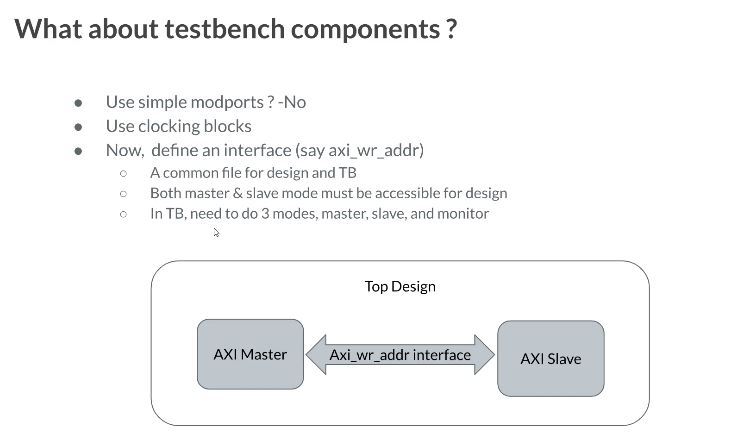 What about testbench components ?
● Use simple modports ? -No
● Use clocking blocks
● Now, define an interface (say axi_wr_addr)
○ A common file for design and TB
○ Both master & slave mode must be accessible for design
○ In TB, need to do 3 modes, master, slave, and monitor
Top Design
AXI Master
Axi_wr_addr interface
AXI Slave